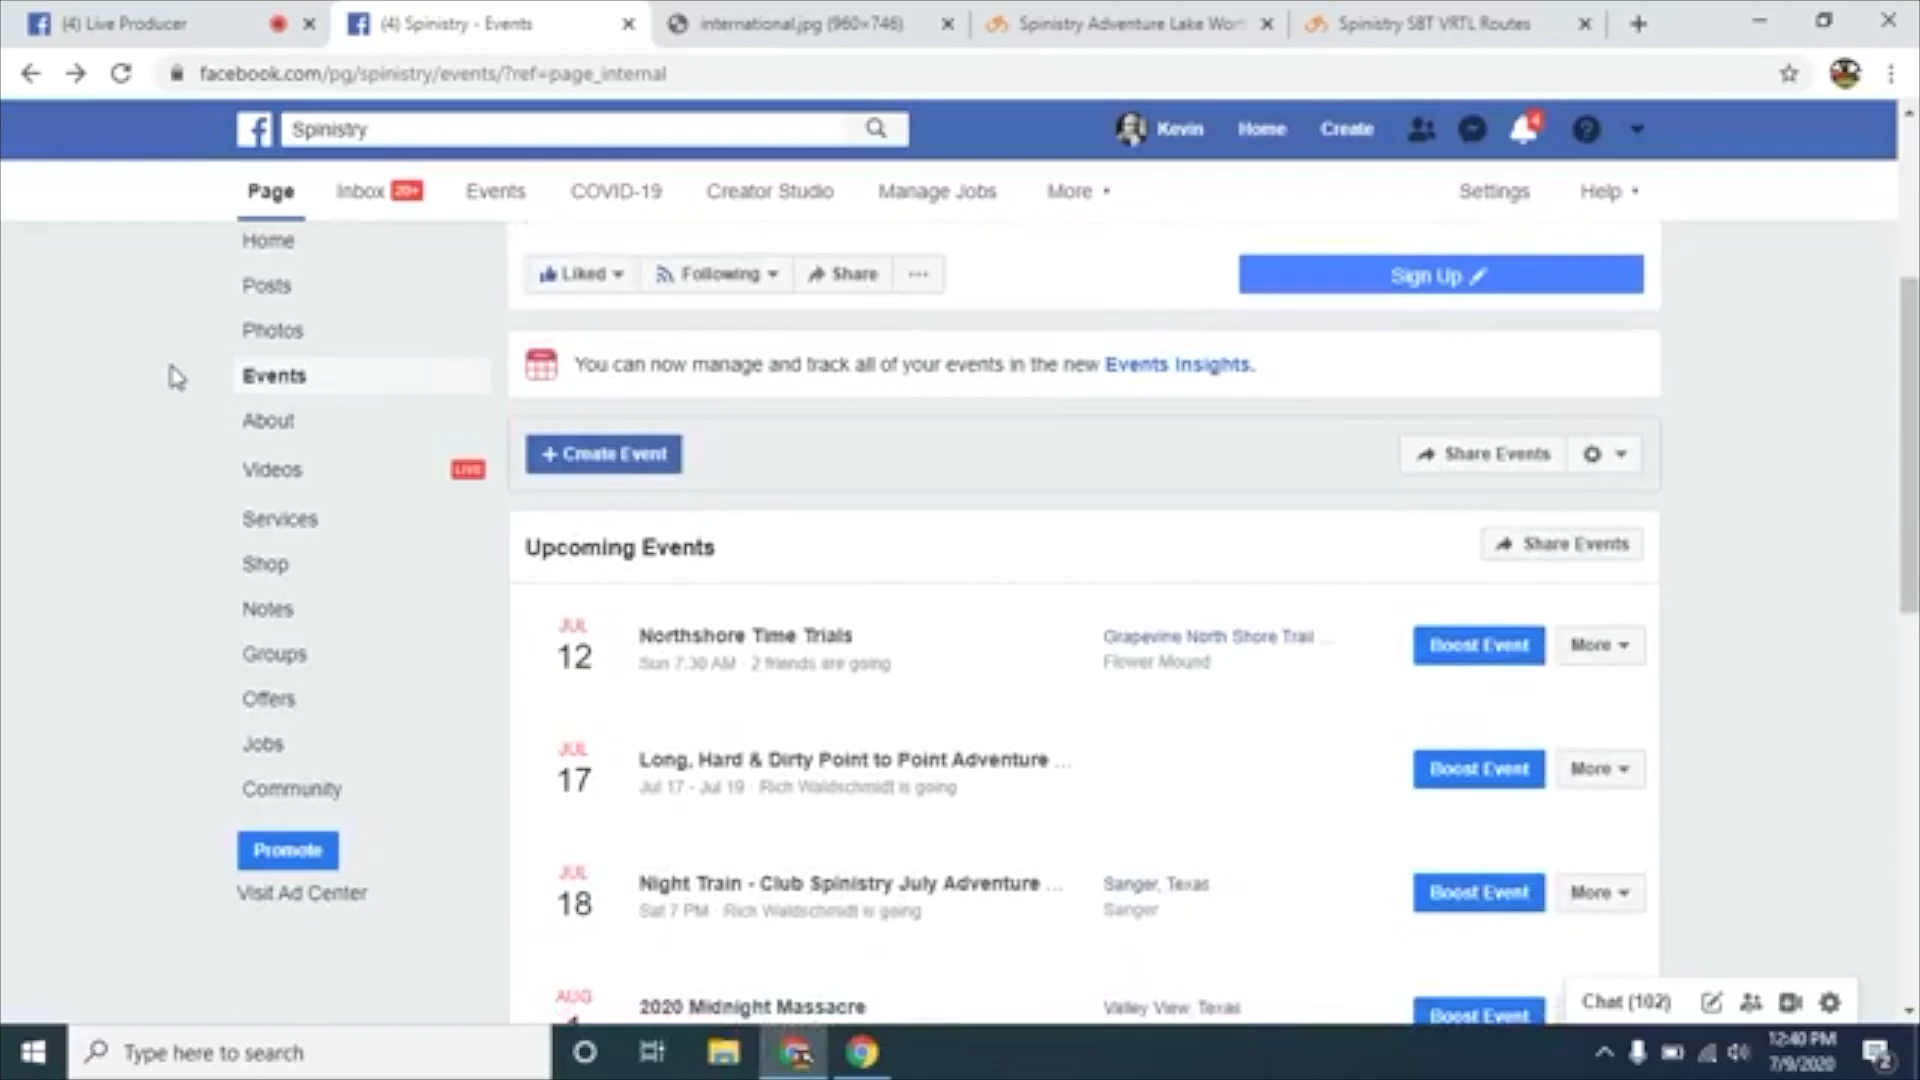 (4) Live Producer
(4) Spinistry - Events
international.jpg (960×746)
Spinistry Adventure Lake Wor
Spinistry SBT VRTL Routes
facebook.com/pg/spinistry/events/?ref=page_internal
Spinistry
Kevin
Home
Create
4
Page
Inbox 20+
Events
COVID-19
Creator Studio
Manage Jobs
More
Settings
Help
Home
Posts
Photos
Events
About
Videos
LIVE
Services
Shop
Notes
Groups
Offers
Jobs
Community
Promote
Visit Ad Center
Liked
Following
Share
...
Sign Up
You can now manage and track all of your events in the new Events Insights.
+ Create Event
Share Events
Upcoming Events
Share Events
JUL
12
Northshore Time Trials
Sun 7:30 AM · 2 friends are going
Grapevine North Shore Trail ...
Flower Mound
Boost Event
More
JUL
17
Long, Hard & Dirty Point to Point Adventure ...
Jul 17 - Jul 19 · Rich Waldschmidt is going
Boost Event
More
JUL
18
Night Train - Club Spinistry July Adventure ...
Sat 7 PM · Rich Waldschmidt is going
Sanger, Texas
Sanger
Boost Event
More
AUG
2020 Midnight Massacre
Valley View, Texas
Boost Event
Chat (102)
Type here to search
12:40 PM
7/9/2020
2